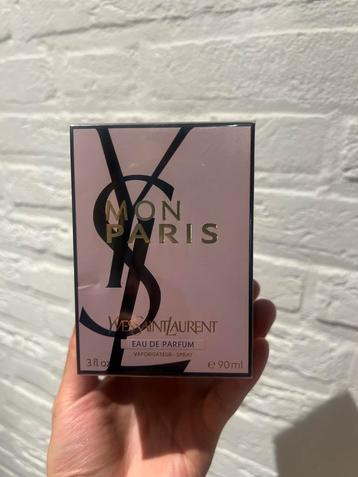 YSL
MON
PARIS
YVESSAINTLAURENT
EAU DE PARFUM
VAPORISATEUR - SPRAY
3 fl.oz ℮ 90 ml